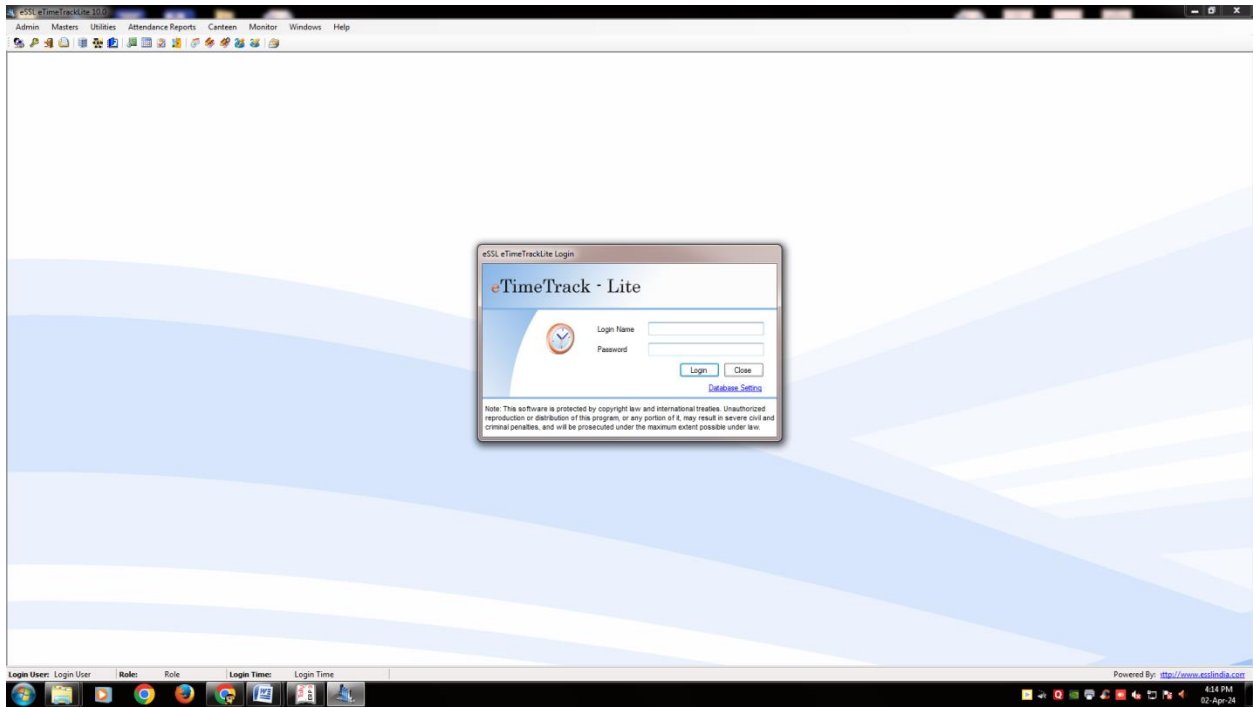 eSSL eTimeTrackLite 10.0
Admin Masters Utilities Attendance Reports Canteen Monitor Windows Help
eSSL eTimeTrackLite Login
eTimeTrack - Lite
Login Name
Password
Login Close
Database Setting
Note: This software is protected by copyright law and international treaties. Unauthorized
reproduction or distribution of this program, or any portion of it, may result in severe civil and
criminal penalties, and will be prosecuted under the maximum extent possible under law.
Login User: Login User Role: Role Login Time: Login Time Powered By: http://www.esslindia.com
4:14 PM
02-Apr-24